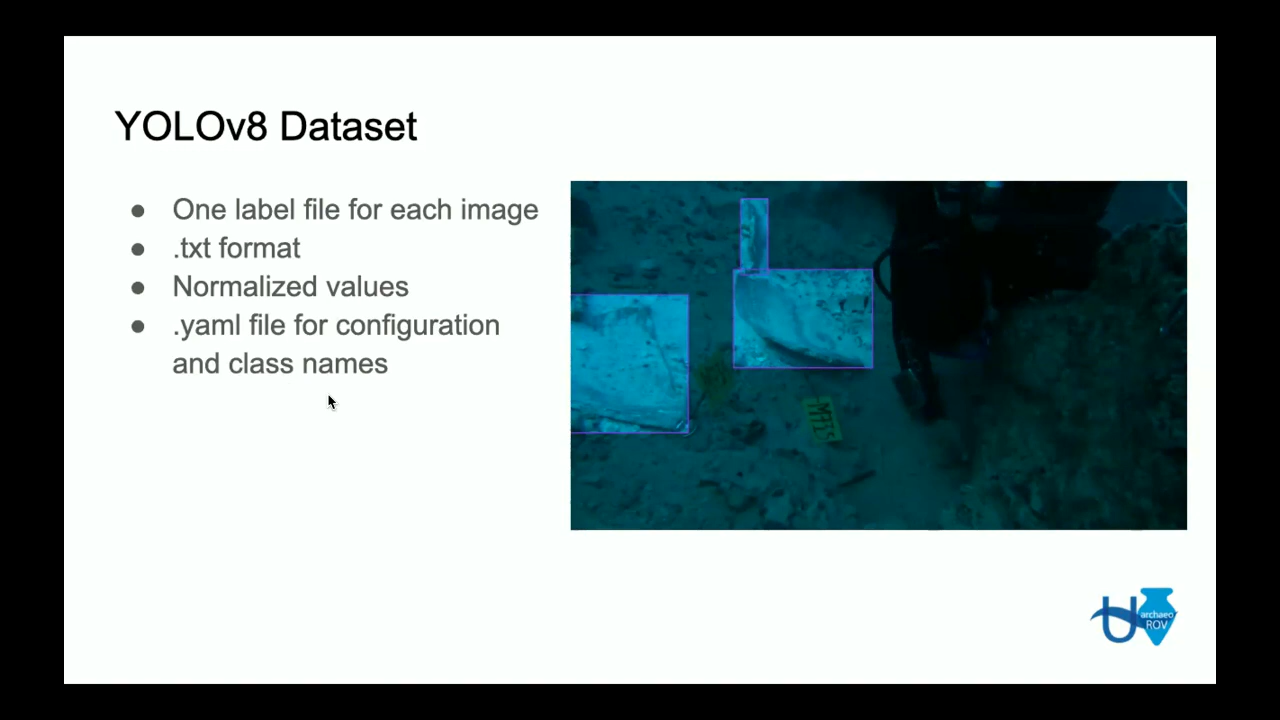 YOLOv8 Dataset
● One label file for each image
● .txt format
● Normalized values
● .yaml file for configuration
and class names
MTS
archaeo
ROV